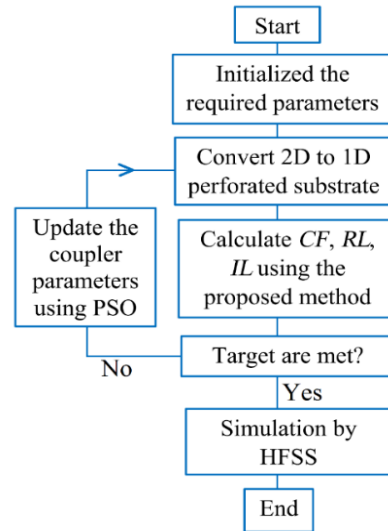 Start
Initialized the
required parameters
Convert 2D to 1D
perforated substrate
Update the
coupler
parameters
using PSO
Calculate CF, RL,
IL using the
proposed method
Target are met?
No
Yes
Simulation by
HFSS
End